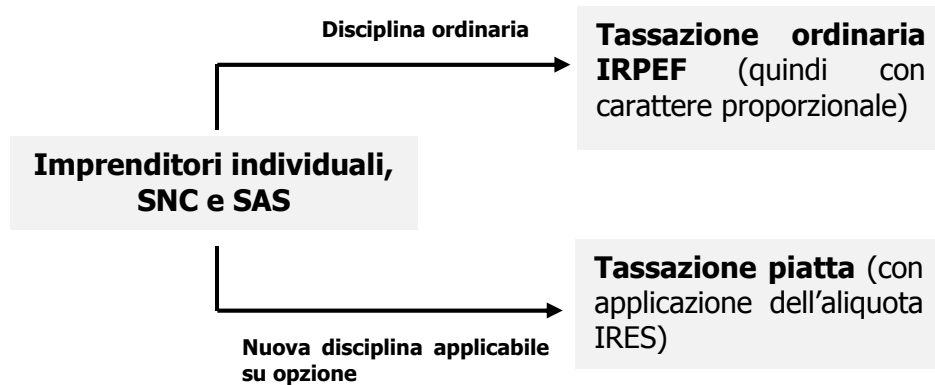 Disciplina ordinaria
Tassazione ordinaria
IRPEF (quindi con
carattere proporzionale)
Imprenditori individuali,
SNC e SAS
Tassazione piatta (con
applicazione dell’aliquota
IRES)
Nuova disciplina applicabile
su opzione